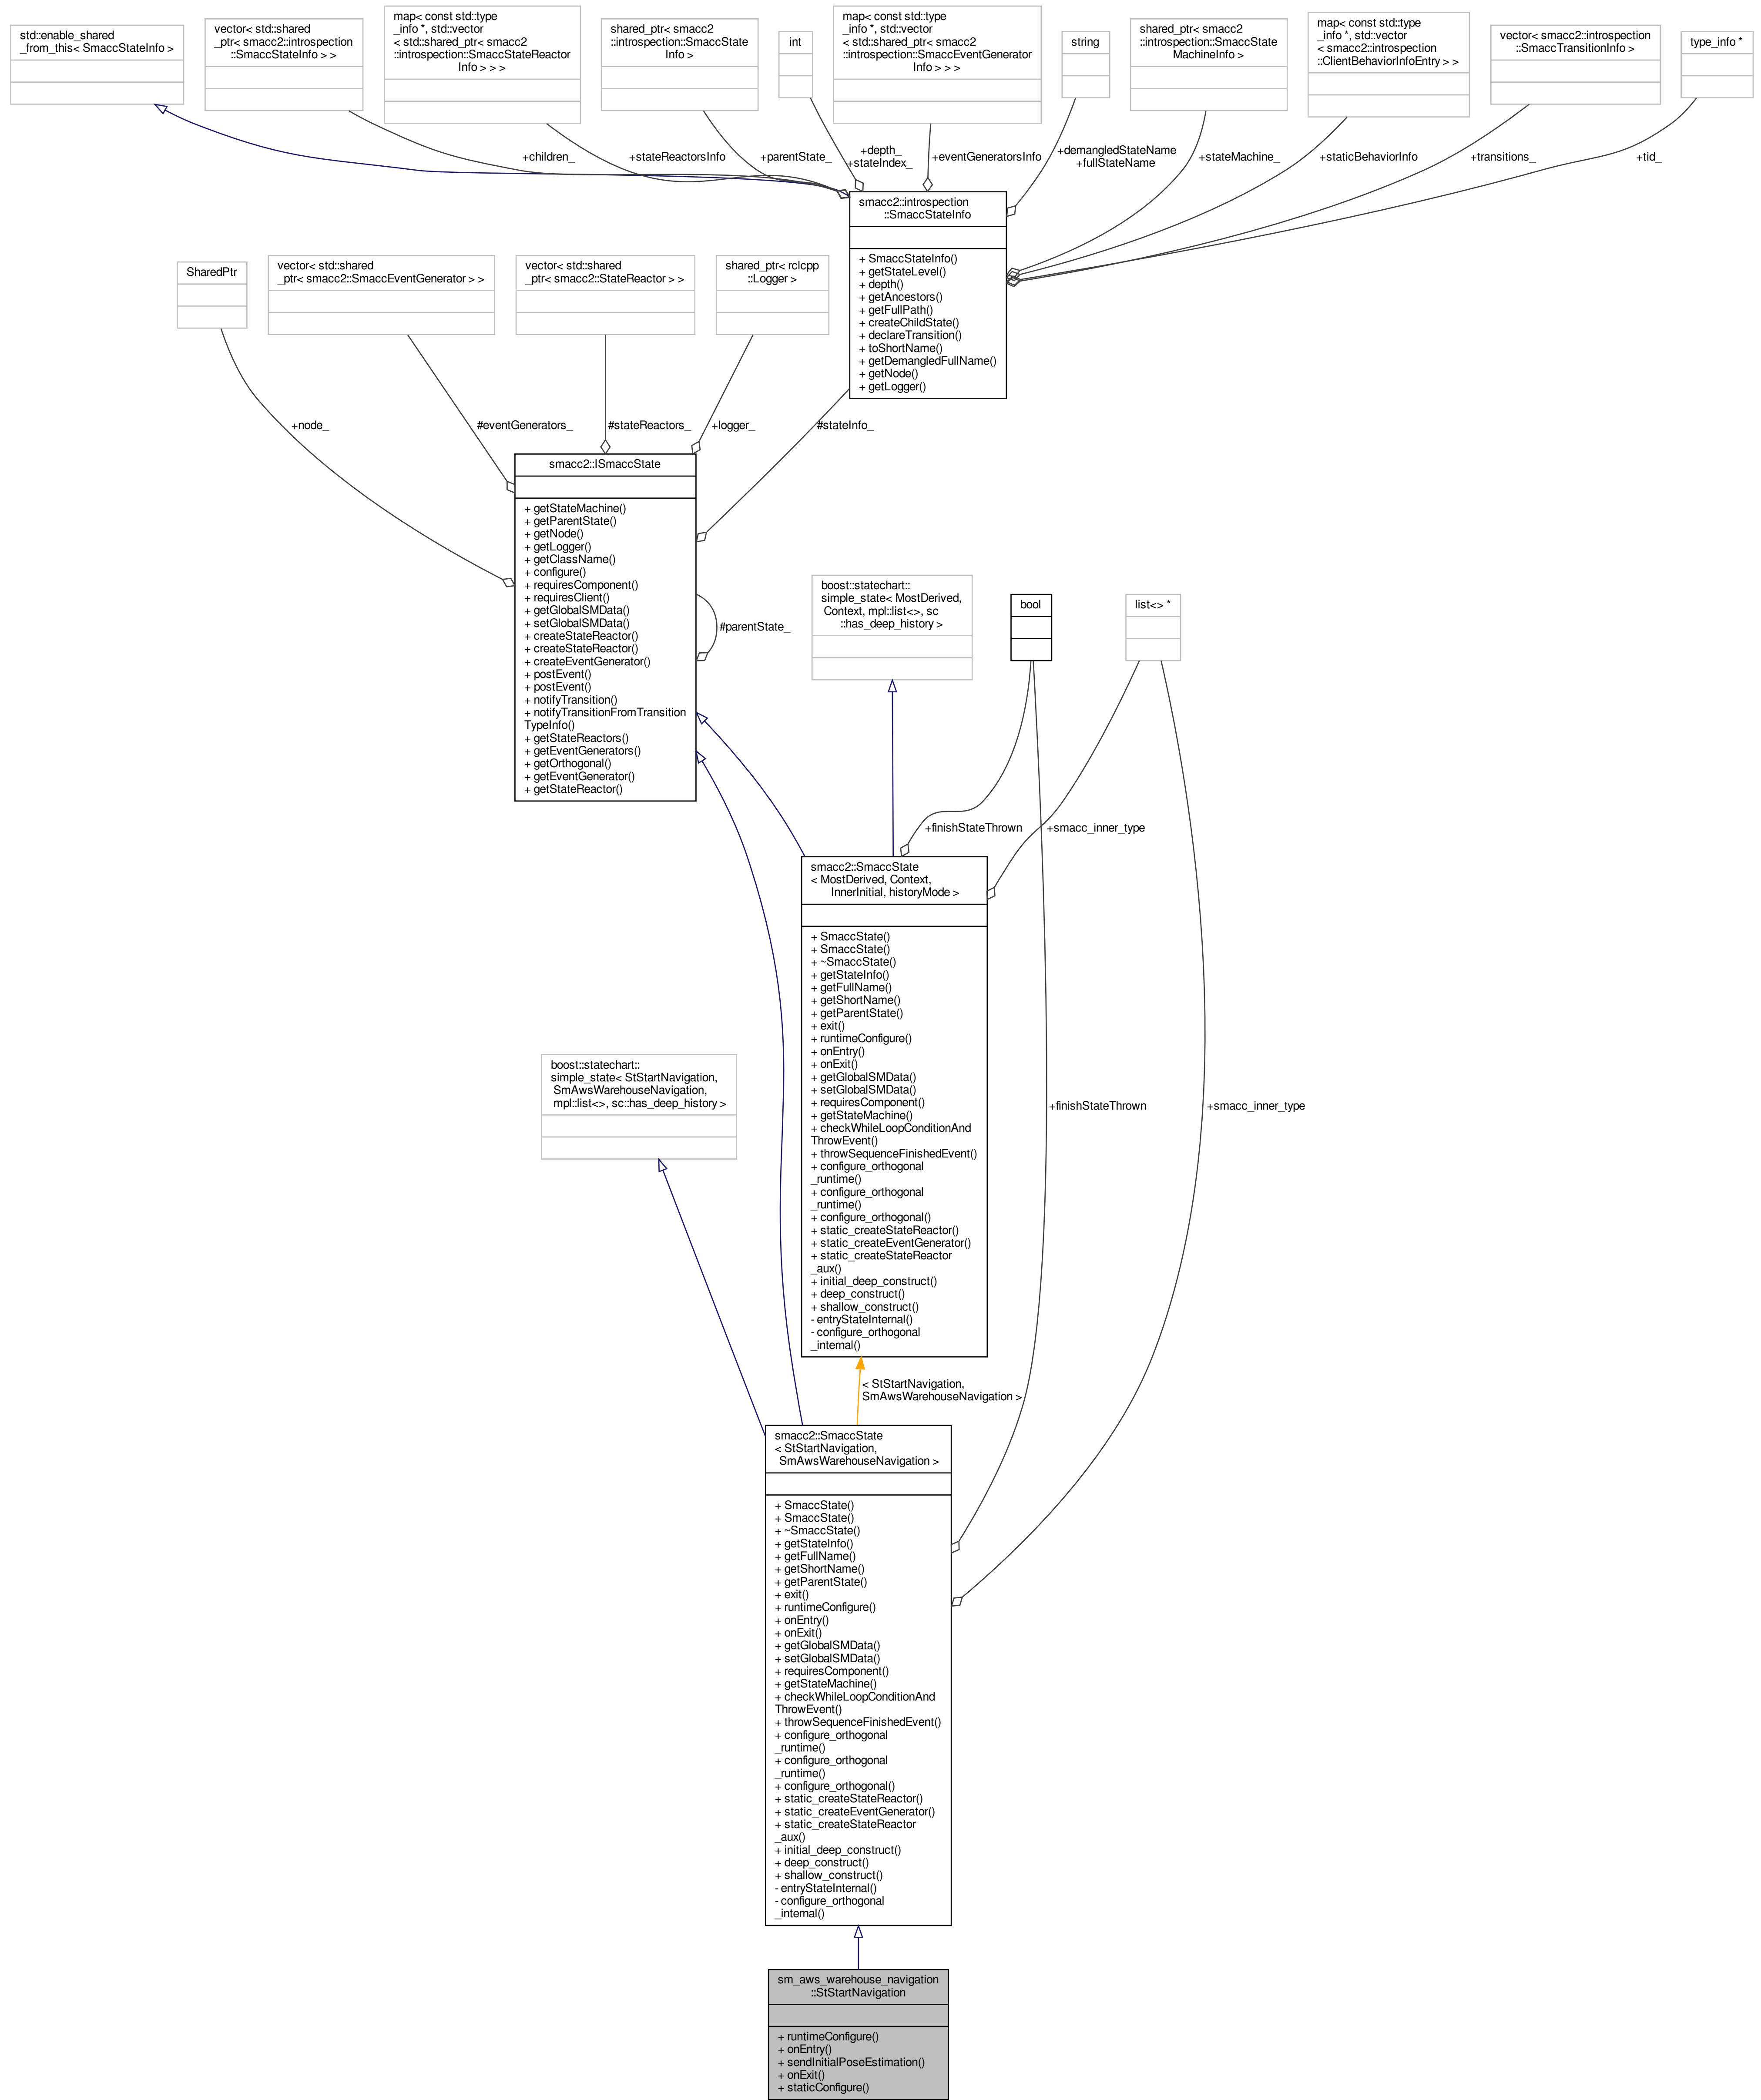 std::enable_shared
_from_this< SmaccStateInfo >
vector< std::shared
_ptr< smacc2::introspection
::SmaccStateInfo > >
map< const std::type
_info *, std::vector
< std::shared_ptr< smacc2
::introspection::SmaccStateReactor
Info > > >
shared_ptr< smacc2
::introspection::SmaccState
Info >
int
map< const std::type
_info *, std::vector
< std::shared_ptr< smacc2
::introspection::SmaccEventGenerator
Info > > >
string
shared_ptr< smacc2
::introspection::SmaccState
MachineInfo >
map< const std::type
_info *, std::vector
< smacc2::introspection
::ClientBehaviorInfoEntry > >
vector< smacc2::introspection
::SmaccTransitionInfo >
type_info *
+children_
+stateReactorsInfo
+parentState_
+depth_
+stateIndex_
+eventGeneratorsInfo
+demangledStateName
+fullStateName
+stateMachine_
+staticBehaviorInfo
+transitions_
+tid_
smacc2::introspection
::SmaccStateInfo
+ SmaccStateInfo()
+ getStateLevel()
+ depth()
+ getAncestors()
+ getFullPath()
+ createChildState()
+ declareTransition()
+ toShortName()
+ getDemangledFullName()
+ getNode()
+ getLogger()
SharedPtr
vector< std::shared
_ptr< smacc2::SmaccEventGenerator > >
vector< std::shared
_ptr< smacc2::StateReactor > >
shared_ptr< rclcpp
::Logger >
+node_
#eventGenerators_
#stateReactors_
+logger_
#stateInfo_
smacc2::ISmaccState
+ getStateMachine()
+ getParentState()
+ getNode()
+ getLogger()
+ getClassName()
+ configure()
+ requiresComponent()
+ requiresClient()
+ getGlobalSMData()
+ setGlobalSMData()
+ createStateReactor()
+ createStateReactor()
+ createEventGenerator()
+ postEvent()
+ postEvent()
+ notifyTransition()
+ notifyTransitionFromTransition
TypeInfo()
+ getStateReactors()
+ getEventGenerators()
+ getOrthogonal()
+ getEventGenerator()
+ getStateReactor()
#parentState_
boost::statechart::
simple_state< MostDerived,
Context, mpl::list<>, sc
::has_deep_history >
bool
list<> *
+finishStateThrown
+smacc_inner_type
smacc2::SmaccState
< MostDerived, Context,
InnerInitial, historyMode >
+ SmaccState()
+ SmaccState()
+ ~SmaccState()
+ getStateInfo()
+ getFullName()
+ getShortName()
+ getParentState()
+ exit()
+ runtimeConfigure()
+ onEntry()
+ onExit()
+ getGlobalSMData()
+ setGlobalSMData()
+ requiresComponent()
+ getStateMachine()
+ checkWhileLoopConditionAnd
ThrowEvent()
+ throwSequenceFinishedEvent()
+ configure_orthogonal
_runtime()
+ configure_orthogonal
_runtime()
+ configure_orthogonal()
+ static_createStateReactor()
+ static_createEventGenerator()
+ static_createStateReactor
_aux()
+ initial_deep_construct()
+ deep_construct()
+ shallow_construct()
- entryStateInternal()
- configure_orthogonal
_internal()
boost::statechart::
simple_state< StStartNavigation,
SmAwsWarehouseNavigation,
mpl::list<>, sc::has_deep_history >
+finishStateThrown
+smacc_inner_type
< StStartNavigation,
SmAwsWarehouseNavigation >
smacc2::SmaccState
< StStartNavigation,
SmAwsWarehouseNavigation >
+ SmaccState()
+ SmaccState()
+ ~SmaccState()
+ getStateInfo()
+ getFullName()
+ getShortName()
+ getParentState()
+ exit()
+ runtimeConfigure()
+ onEntry()
+ onExit()
+ getGlobalSMData()
+ setGlobalSMData()
+ requiresComponent()
+ getStateMachine()
+ checkWhileLoopConditionAnd
ThrowEvent()
+ throwSequenceFinishedEvent()
+ configure_orthogonal
_runtime()
+ configure_orthogonal
_runtime()
+ configure_orthogonal()
+ static_createStateReactor()
+ static_createEventGenerator()
+ static_createStateReactor
_aux()
+ initial_deep_construct()
+ deep_construct()
+ shallow_construct()
- entryStateInternal()
- configure_orthogonal
_internal()
sm_aws_warehouse_navigation
::StStartNavigation
+ runtimeConfigure()
+ onEntry()
+ sendInitialPoseEstimation()
+ onExit()
+ staticConfigure()